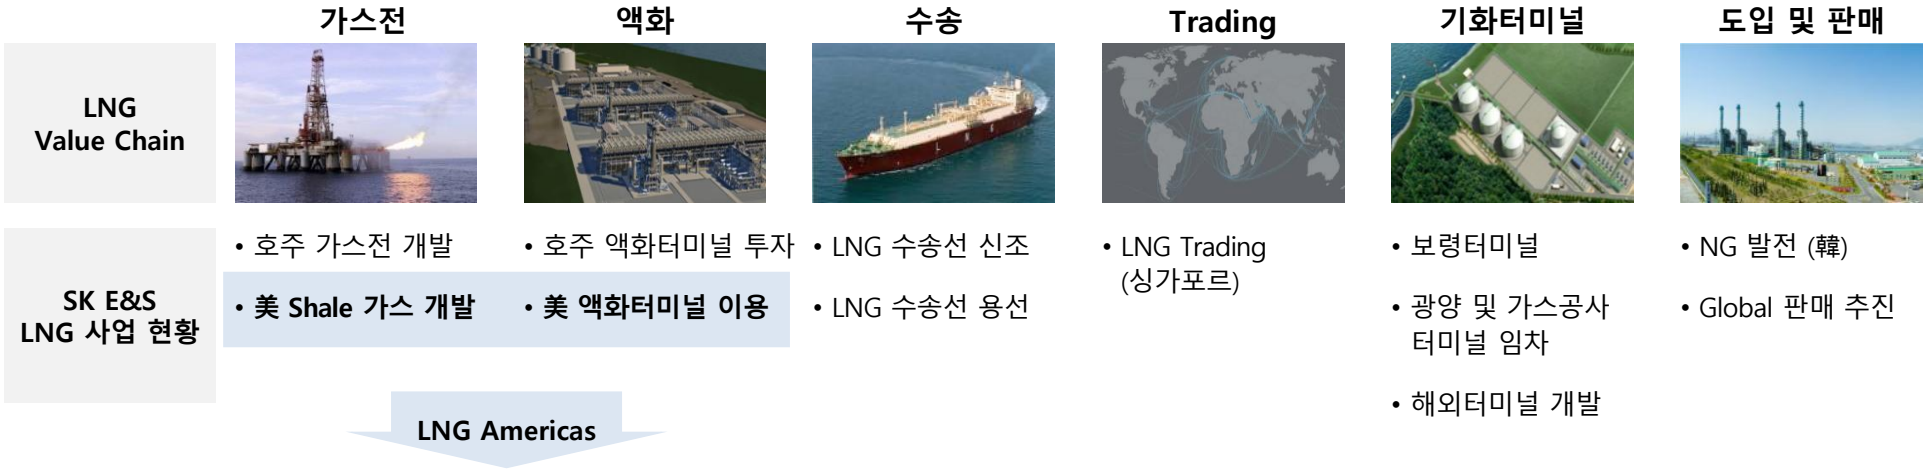 가스전
액화
수송
Trading
기화터미널
도입 및 판매
LNG
Value Chain
SK E&S
LNG 사업 현황
• 호주 가스전 개발
• 美 Shale 가스 개발
• 호주 액화터미널 투자
• 美 액화터미널 이용
• LNG 수송선 신조
• LNG 수송선 용선
• LNG Trading
(싱가포르)
• 보령터미널
• 광양 및 가스공사
터미널 임차
• 해외터미널 개발
• NG 발전 (韓)
• Global 판매 추진
LNG Americas